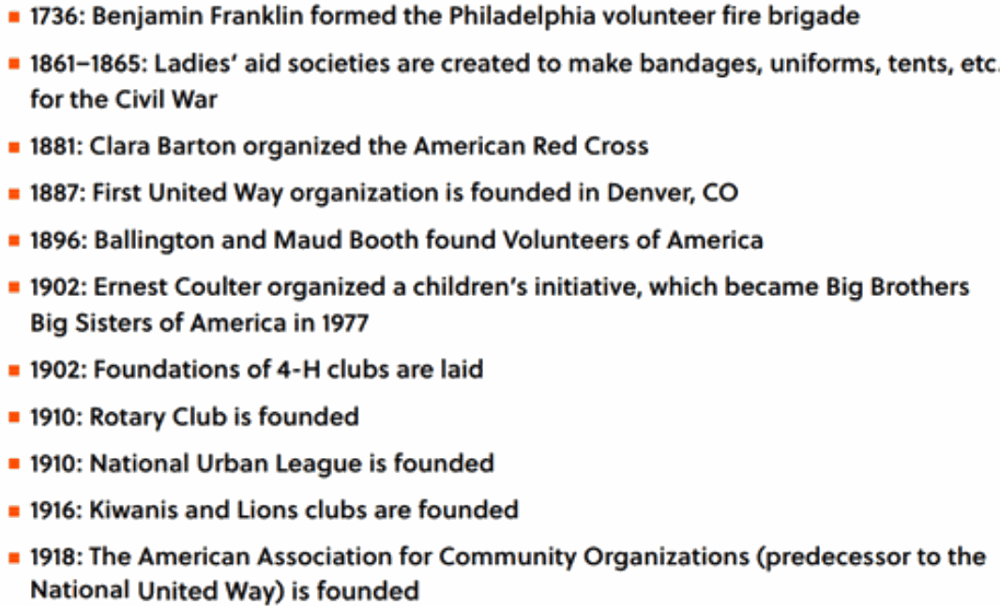 1736: Benjamin Franklin formed the Philadelphia volunteer fire brigade
1861–1865: Ladies' aid societies are created to make bandages, uniforms, tents, etc.
for the Civil War
1881: Clara Barton organized the American Red Cross
1887: First United Way organization is founded in Denver, CO
1896: Ballington and Maud Booth found Volunteers of America
1902: Ernest Coulter organized a children's initiative, which became Big Brothers
Big Sisters of America in 1977
1902: Foundations of 4-H clubs are laid
1910: Rotary Club is founded
1910: National Urban League is founded
1916: Kiwanis and Lions clubs are founded
1918: The American Association for Community Organizations (predecessor to the
National United Way) is founded